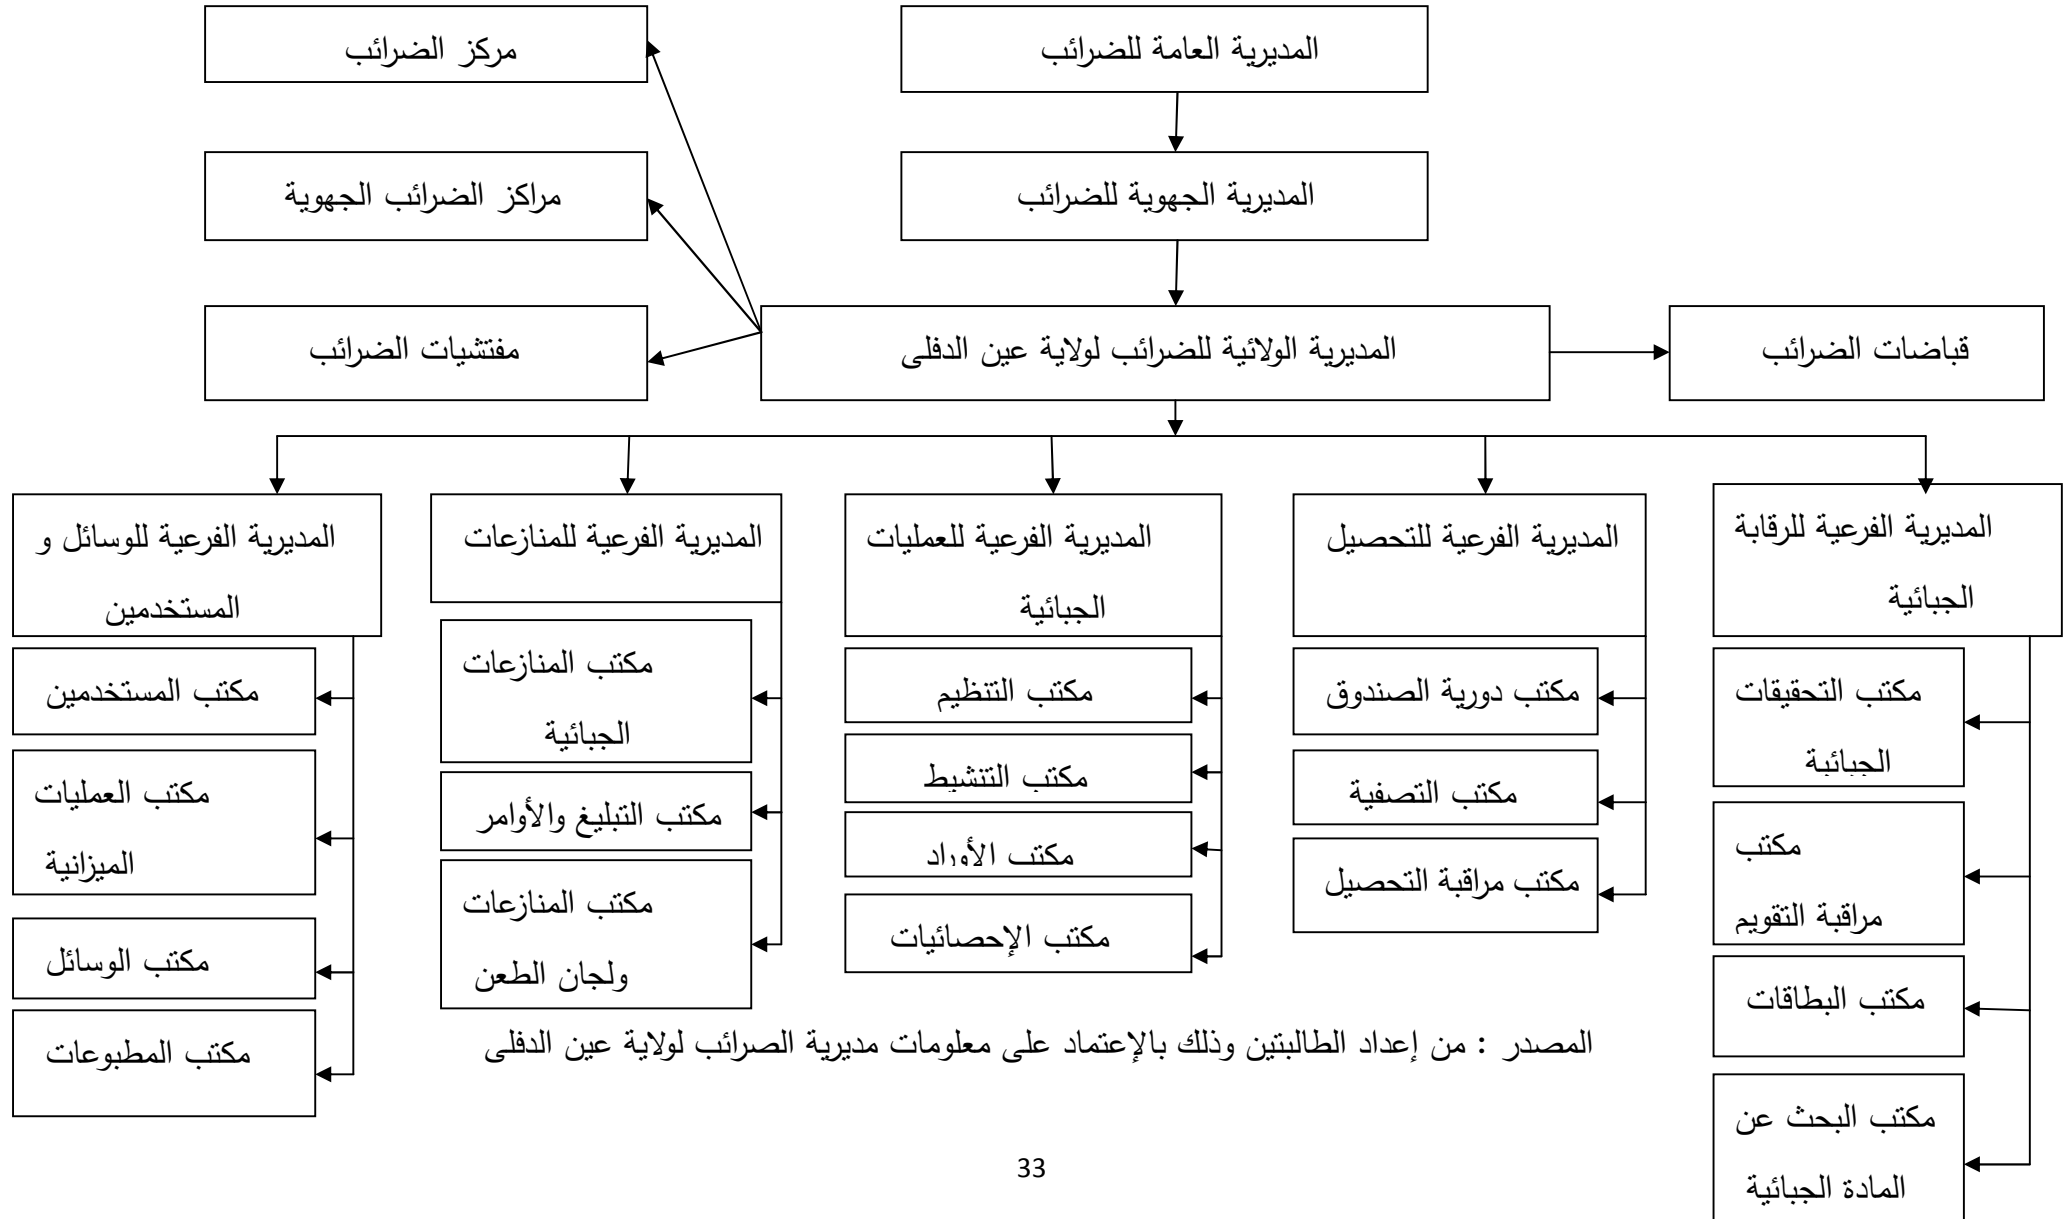 المديرية العامة للضرائب
مركز الضرائب
المديرية الجهوية للضرائب
مراكز الضرائب الجهوية
قباضات الضرائب
المديرية الولائية للضرائب لولاية عين الدفلى
مفتشيات الضرائب
المديرية الفرعية للرقابة
الجبائية
المديرية الفرعية للتحصيل
المديرية الفرعية للعمليات
الجبائية
المديرية الفرعية للمنازعات
المديرية الفرعية للوسائل و
المستخدمين
مكتب التحقيقات
الجبائية
مكتب
مراقبة التقويم
مكتب البطاقات
مكتب البحث عن
المادة الجبائية
مكتب دورية الصندوق
مكتب التصفية
مكتب مراقبة التحصيل
مكتب التنظيم
مكتب التنشيط
مكتب الأوراد
مكتب الإحصائيات
مكتب المنازعات
الجبائية
مكتب التبليغ والأوامر
مكتب المنازعات
ولجان الطعن
مكتب المستخدمين
مكتب العمليات
الميزانية
مكتب الوسائل
مكتب المطبوعات
المصدر : من إعداد الطالبتين وذلك بالإعتماد على معلومات مديرية الصرائب لولاية عين الدفلى
33